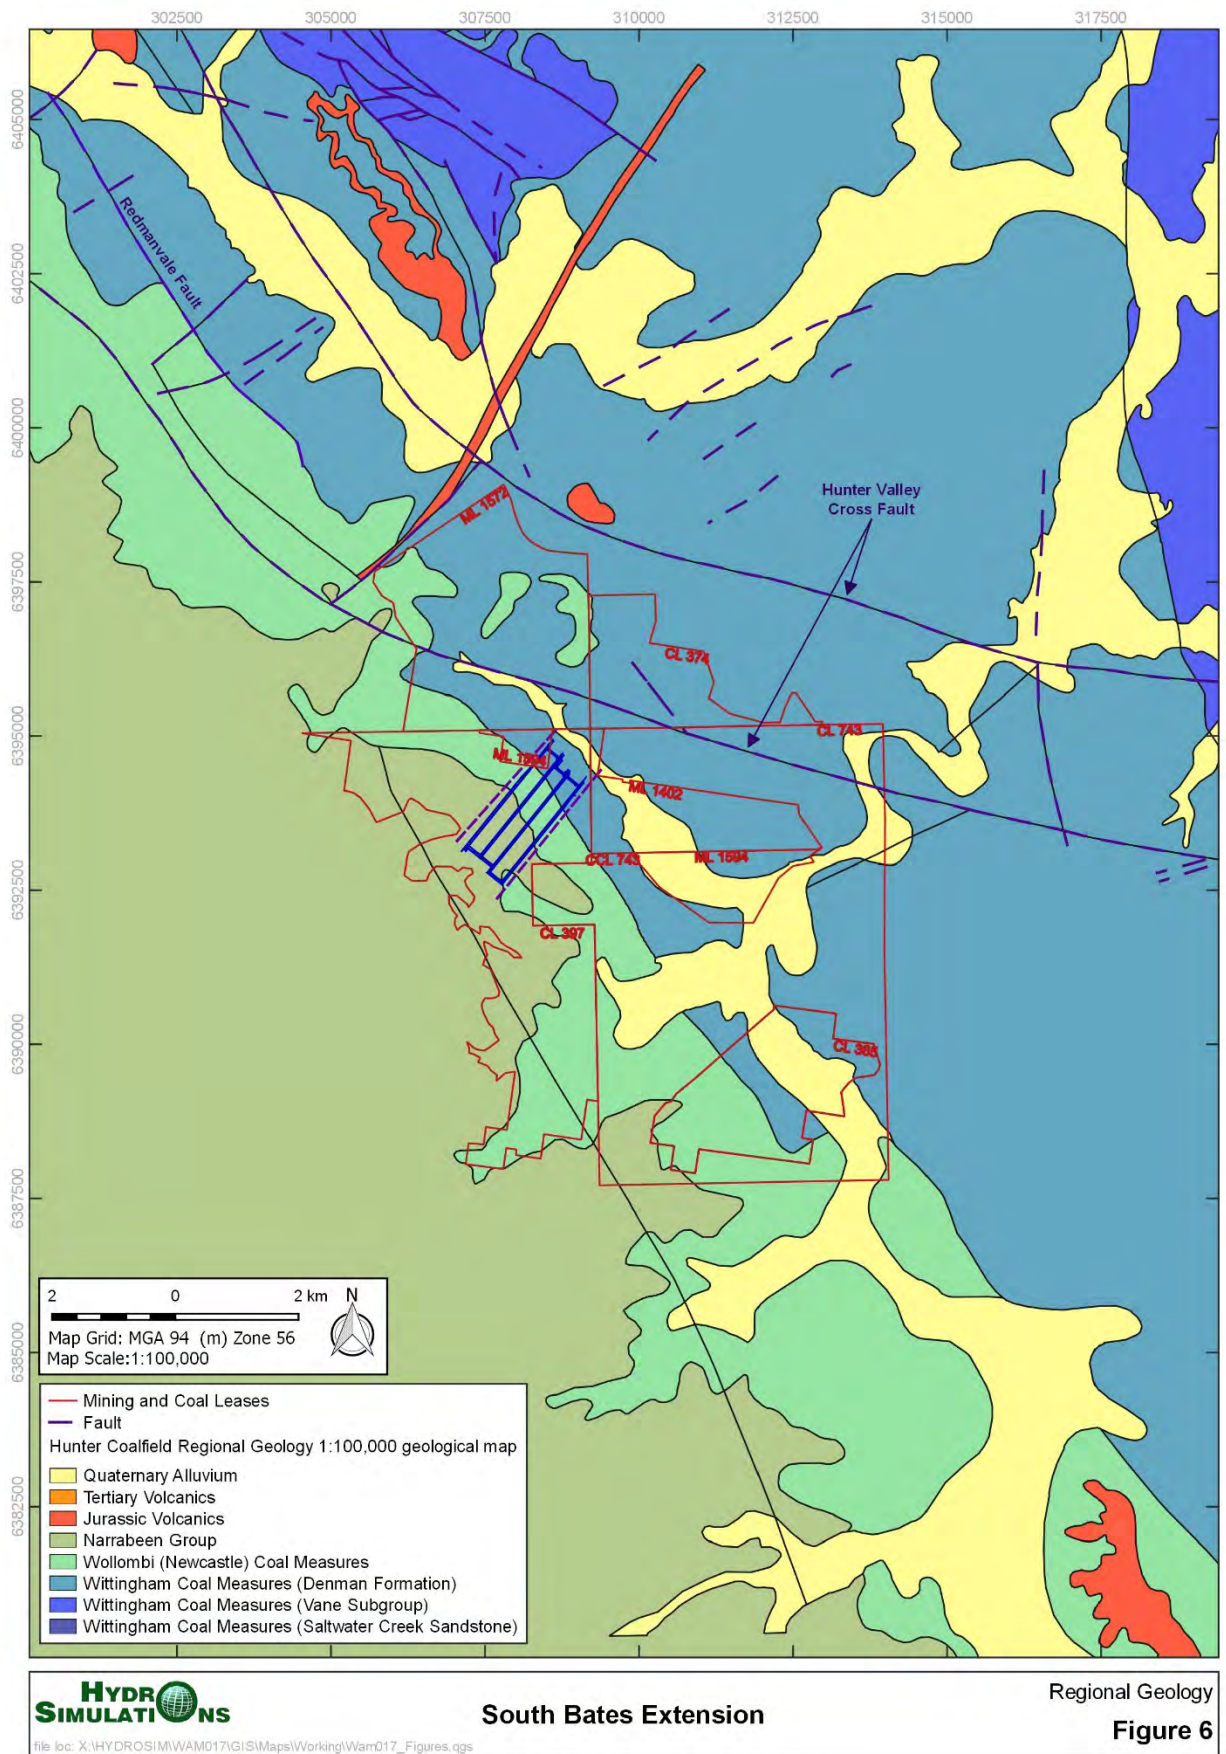 302500 305000 307500 310000 312500 315000 317500
6405000
6402500
6400000
6397500
6395000
6392500
6390000
6387500
6385000
6382500
Redmanvale Fault
Hunter Valley
Cross Fault
ML 1572
CL 374
CL 743
ML 1594
ML 1402
CCL 743
ML 1594
CL 397
CL 365
2 0 2 km N
Map Grid: MGA 94 (m) Zone 56
Map Scale:1:100,000
Mining and Coal Leases
Fault
Hunter Coalfield Regional Geology 1:100,000 geological map
Quaternary Alluvium
Tertiary Volcanics
Jurassic Volcanics
Narrabeen Group
Wollombi (Newcastle) Coal Measures
Wittingham Coal Measures (Denman Formation)
Wittingham Coal Measures (Vane Subgroup)
Wittingham Coal Measures (Saltwater Creek Sandstone)
HYDRO
SIMULATIONS
South Bates Extension
Regional Geology
Figure 6
file loc: X:\HYDROSIM\WAM017\GIS\Maps\Working\Wam017_Figures.qgs